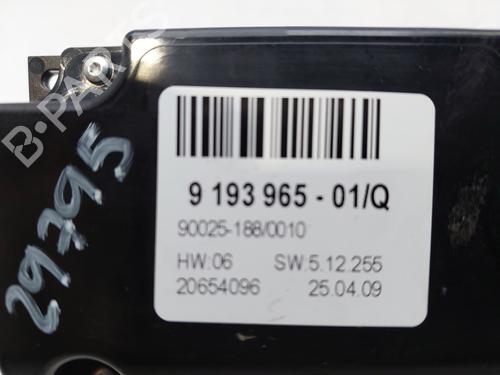 B-PARTS
29795
9 193 965 - 01/Q
90025-188/0010
HW:06 SW:5.12.255
20654096 25.04.09